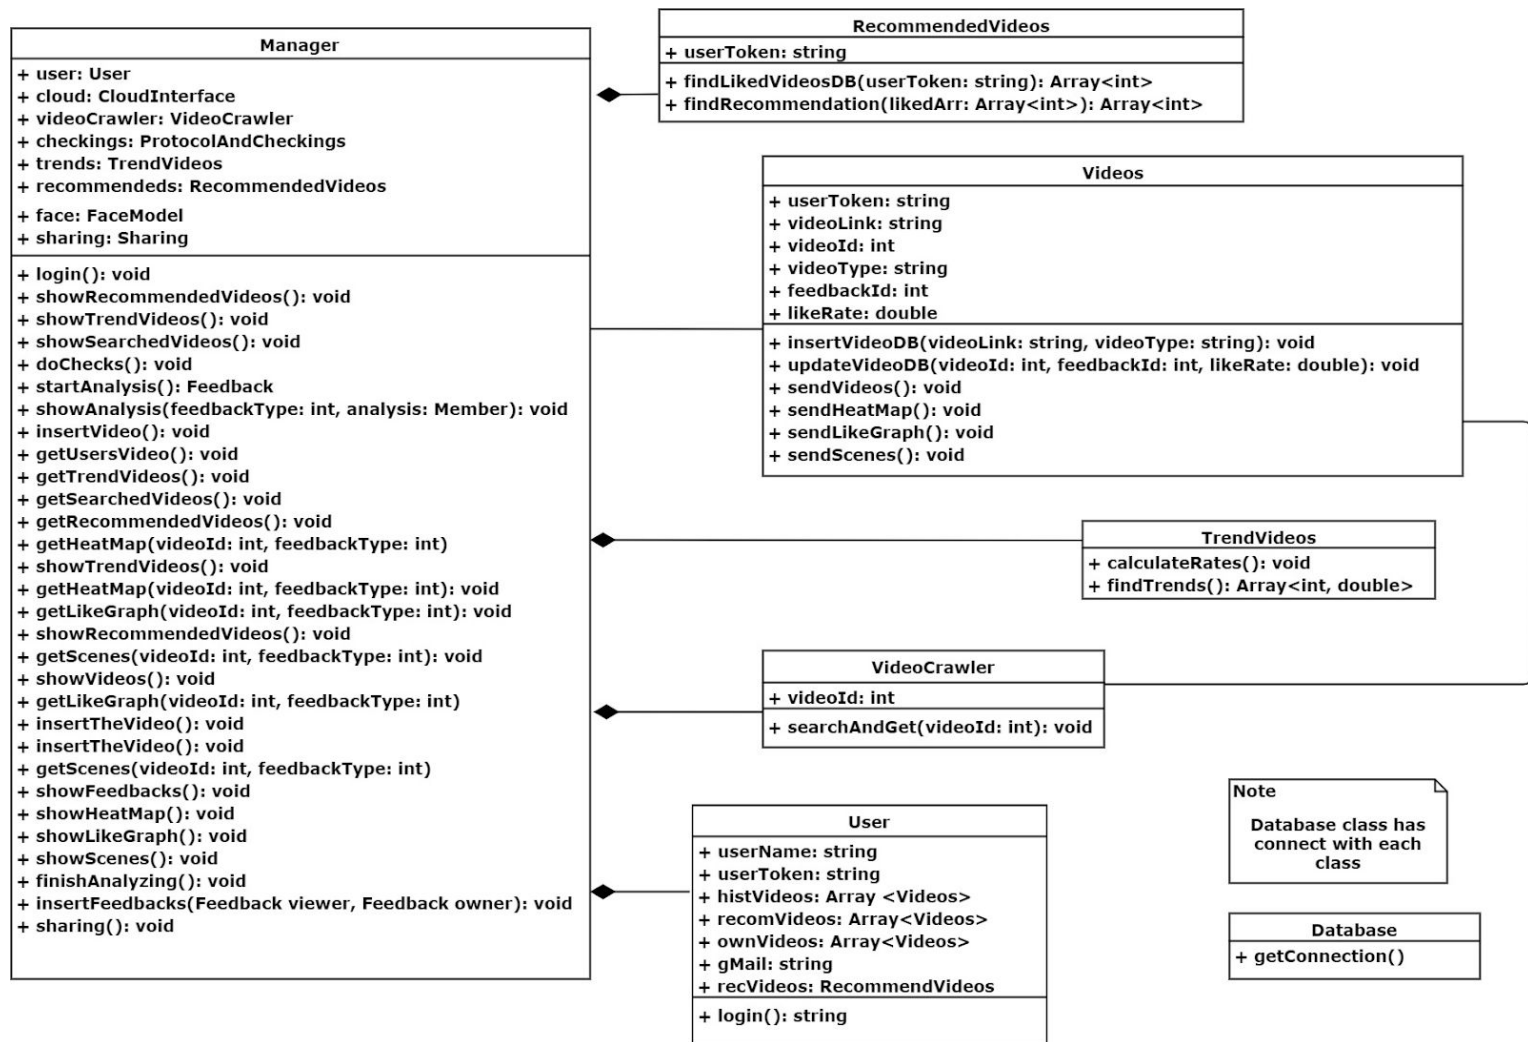 Manager
+ user: User
+ cloud: CloudInterface
+ videoCrawler: VideoCrawler
+ checkings: ProtocolAndCheckings
+ trends: TrendVideos
+ recommendeds: RecommendedVideos
+ face: FaceModel
+ sharing: Sharing
+ login(): void
+ showRecommendedVideos(): void
+ showTrendVideos(): void
+ showSearchedVideos(): void
+ doChecks(): void
+ startAnalysis(): Feedback
+ showAnalysis(feedbackType: int, analysis: Member): void
+ insertVideo(): void
+ getUsersVideo(): void
+ getTrendVideos(): void
+ getSearchedVideos(): void
+ getRecommendedVideos(): void
+ getHeatMap(videoId: int, feedbackType: int)
+ showTrendVideos(): void
+ getHeatMap(videoId: int, feedbackType: int): void
+ getLikeGraph(videoId: int, feedbackType: int): void
+ showRecommendedVideos(): void
+ getScenes(videoId: int, feedbackType: int): void
+ showVideos(): void
+ getLikeGraph(videoId: int, feedbackType: int)
+ insertTheVideo(): void
+ insertTheVideo(): void
+ getScenes(videoId: int, feedbackType: int)
+ showFeedbacks(): void
+ showHeatMap(): void
+ showLikeGraph(): void
+ showScenes(): void
+ finishAnalyzing(): void
+ insertFeedbacks(Feedback viewer, Feedback owner): void
+ sharing(): void
RecommendedVideos
+ userToken: string
+ findLikedVideosDB(userToken: string): Array<int>
+ findRecommendation(likedArr: Array<int>): Array<int>
Videos
+ userToken: string
+ videoLink: string
+ videoId: int
+ videoType: string
+ feedbackId: int
+ likeRate: double
+ insertVideoDB(videoLink: string, videoType: string): void
+ updateVideoDB(videoId: int, feedbackId: int, likeRate: double): void
+ sendVideos(): void
+ sendHeatMap(): void
+ sendLikeGraph(): void
+ sendScenes(): void
TrendVideos
+ calculateRates(): void
+ findTrends(): Array<int, double>
VideoCrawler
+ videoId: int
+ searchAndGet(videoId: int): void
User
+ userName: string
+ userToken: string
+ histVideos: Array <Videos>
+ recomVideos: Array<Videos>
+ ownVideos: Array<Videos>
+ gMail: string
+ recVideos: RecommendVideos
+ login(): string
Note
Database class has
connect with each
class
Database
+ getConnection()